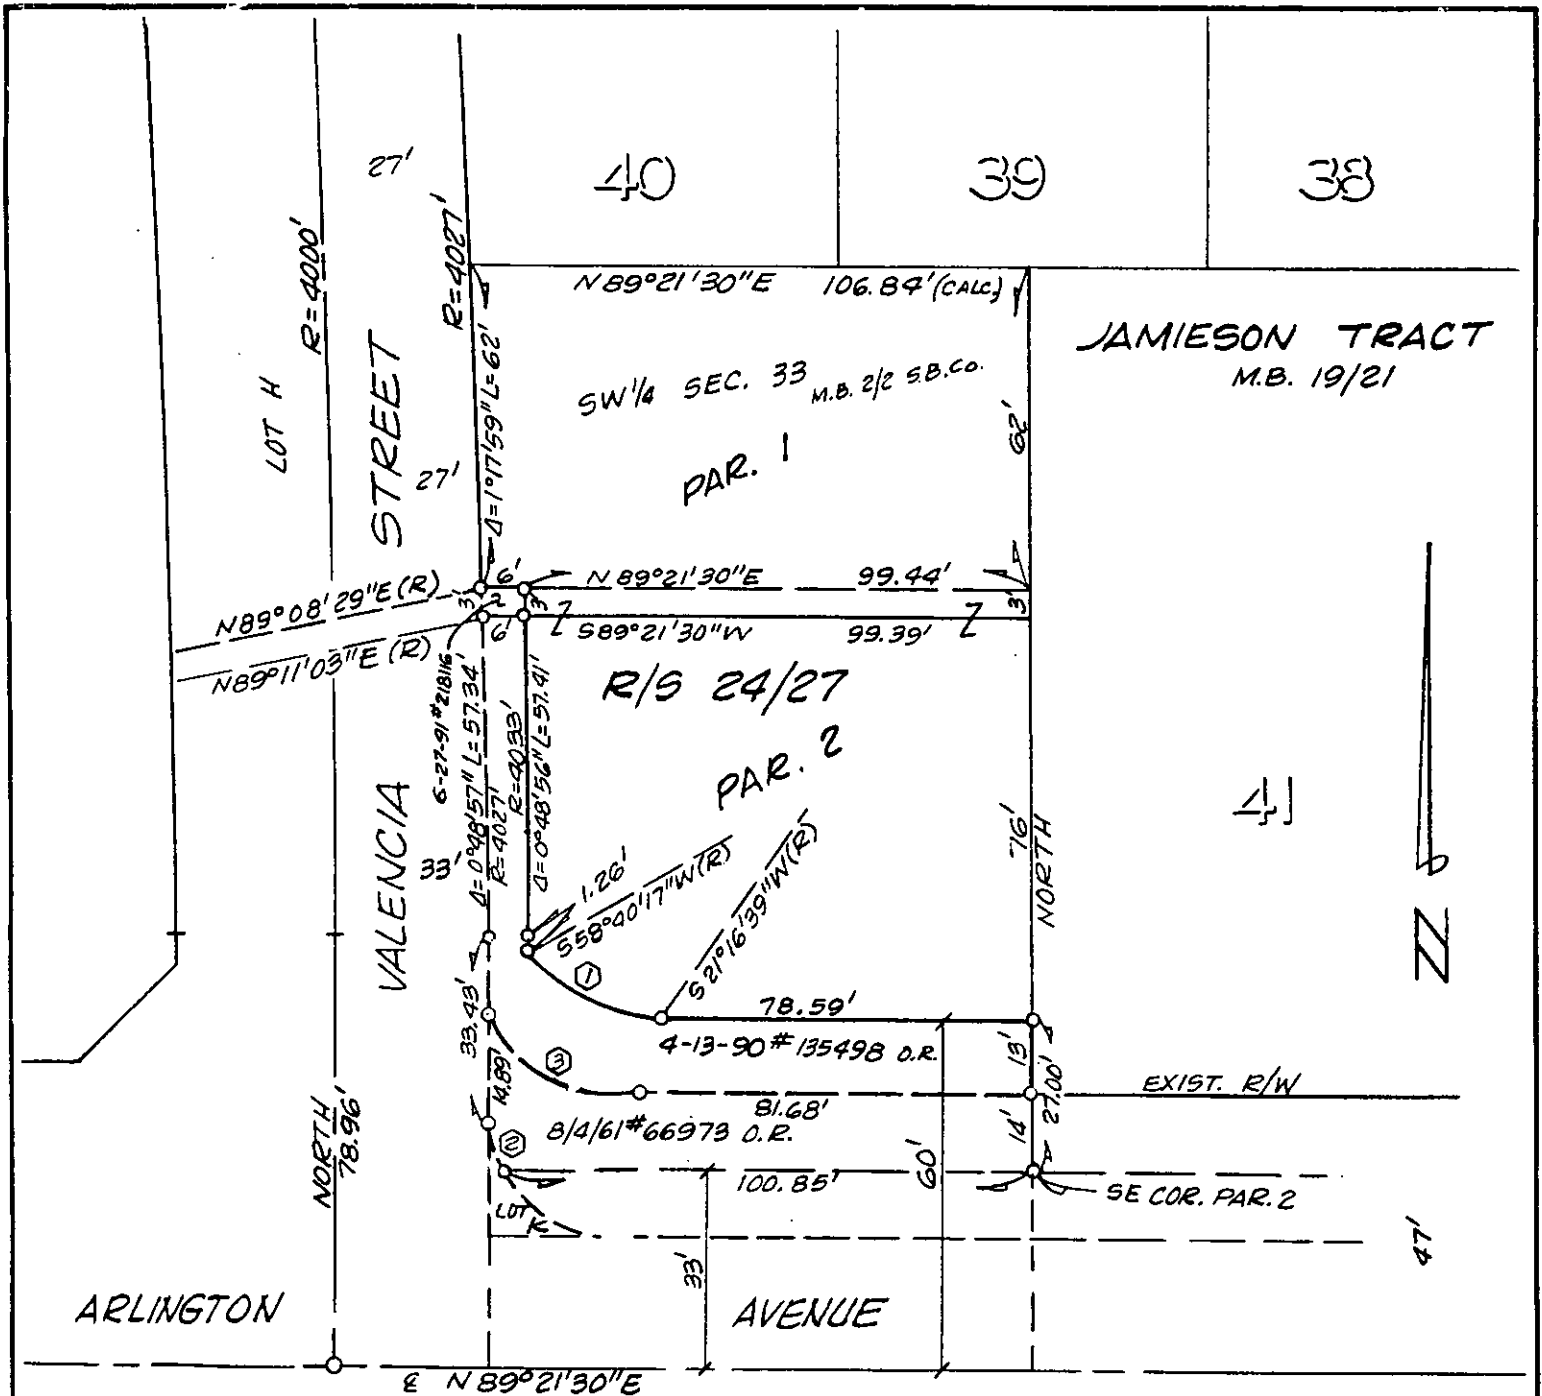 27'
40
39
38
R=4000'
R=4027'
N89°21'30"E 106.84' (CALC.)
JAMIESON TRACT
M.B. 19/21
LOT H
STREET
27'
Δ=1°17'59" L=62'
SW 1/4 SEC. 33 M.B. 2/2 S.B.Co.
PAR. 1
62'
N89°08'29"E (R)
6'
N89°21'30"E 99.44'
3'
2
3'
3'
N89°11'03"E (R)
6'
S89°21'30"W 99.39'
6-27-91 #218116
Δ=0°48'57" L=57.34'
R=4027'
R=4033'
Δ=0°48'56" L=57.41'
R/S 24/27
PAR. 2
VALENCIA
33'
1.26'
S58°40'17"W (R)
S21°16'39"W (R)
76'
NORTH
41
N
1
78.59'
33.43'
4-13-90 # 135498 O.R.
13'
3
14.89'
27.00'
EXIST. R/W
81.68'
8/4/61 #66973 O.R.
14'
2
NORTH
78.96'
100.85'
60'
SE COR. PAR. 2
LOT K
33'
47'
ARLINGTON AVENUE
N89°21'30"E